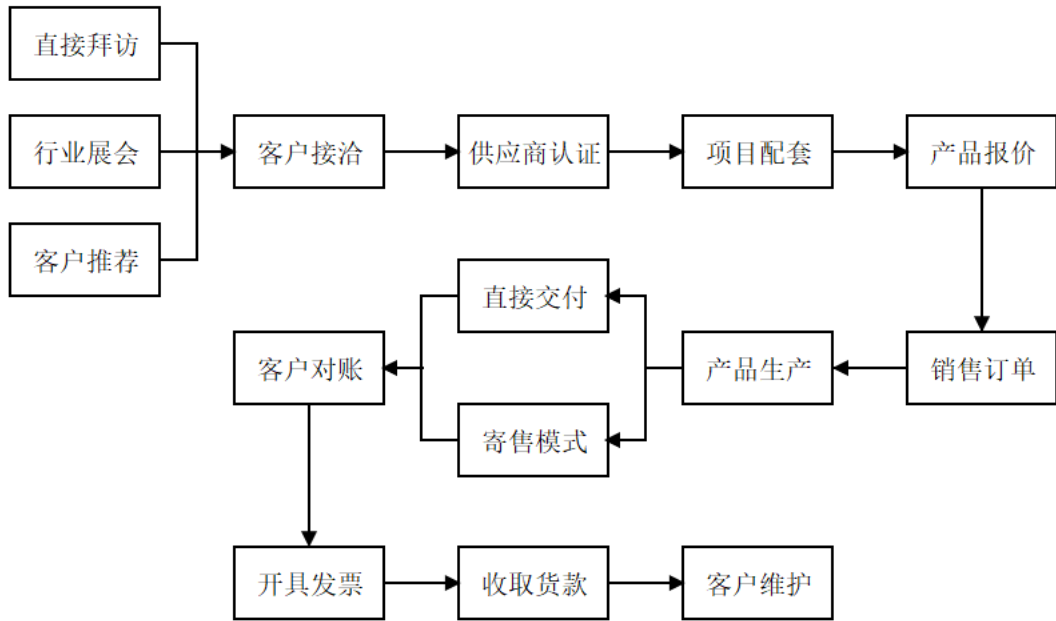 直接拜访
行业展会
客户推荐
客户接洽
供应商认证
项目配套
产品报价
销售订单
产品生产
直接交付
寄售模式
客户对账
开具发票
收取货款
客户维护